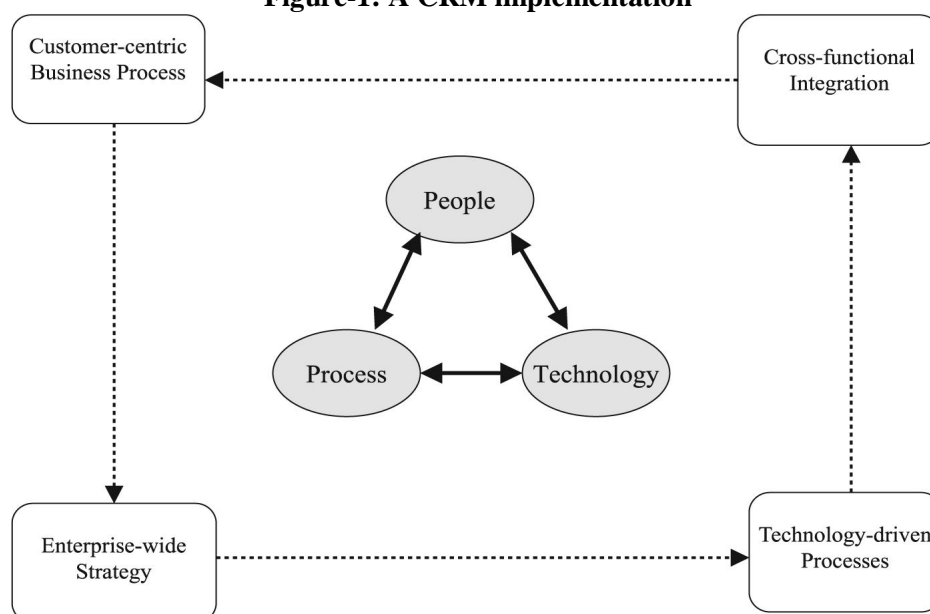 Figure-1: A CRM implementation
Customer-centric
Business Process
Cross-functional
Integration
People
Process
Technology
Enterprise-wide
Strategy
Technology-driven
Processes